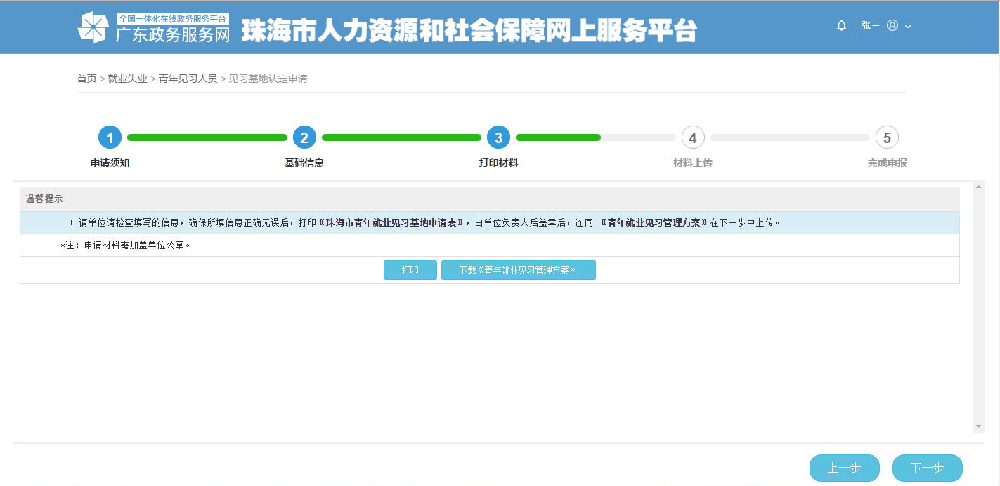 全国一体化在线政务服务平台
广东政务服务网
珠海市人力资源和社会保障网上服务平台
张三
首页 > 就业失业 > 青年见习人员 > 见习基地认定申请
1 2 3 4 5
申请须知 基础信息 打印材料 材料上传 完成申报
温馨提示
申请单位请检查填写的信息，确保所填信息正确无误后，打印《珠海市青年就业见习基地申请表》，由单位负责人后盖章后，连同 《青年就业见习管理方案》在下一步中上传。
*注：申请材料需加盖单位公章。
打印 下载《青年就业见习管理方案》
上一步 下一步